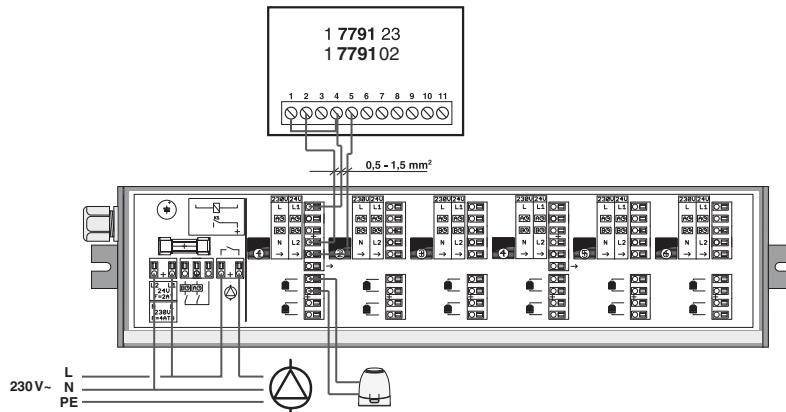 1 7791 23
1 7791 02
1 2 3 4 5 6 7 8 9 10 11
0,5 - 1,5 mm²
230V 24V 230V 24V 230V 24V 230V 24V 230V 24V 230V 24V
L L1 L L1 L L1 L L1 L L1 L L1
N L2 N L2 N L2 N L2 N L2 N L2
L2 L1
24V
F=2A
N L
230V
230 V~
L
N
PE